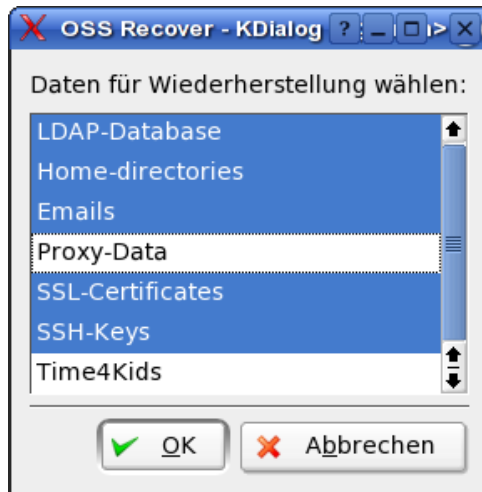 OSS Recover - KDialog
Daten für Wiederherstellung wählen:
LDAP-Database
Home-directories
Emails
Proxy-Data
SSL-Certificates
SSH-Keys
Time4Kids
OK
Abbrechen